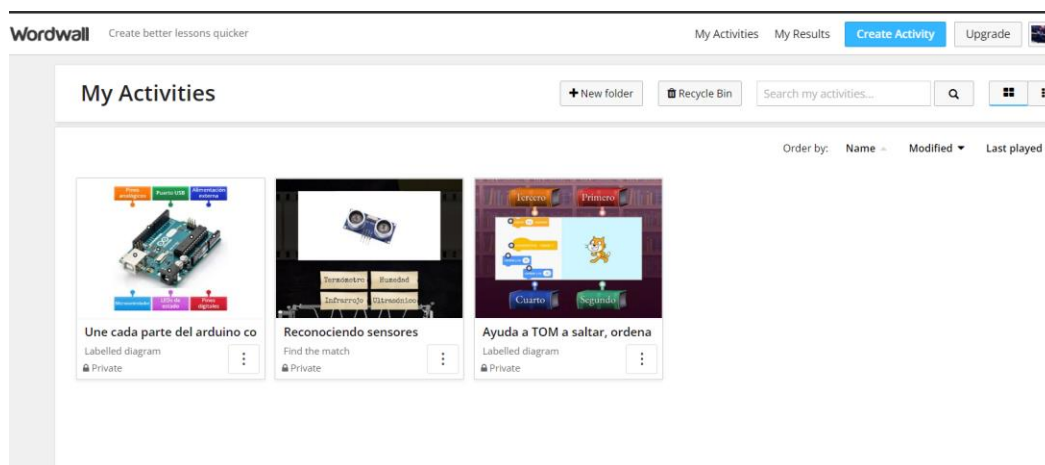 Wordwall Create better lessons quicker My Activities My Results Create Activity Upgrade
My Activities New folder Recycle Bin Search my activities...
Order by: Name Modified Last played
Pines analógicos
Puerto USB
Alimentación externa
Microcontrolador
LEDs de estado
Pines digitales
Termómetro
Humedad
Infrarrojo
Ultrasónico
Tercero
Primero
Cuarto
Segundo
Une cada parte del arduino co
Labelled diagram
Private
Reconociendo sensores
Find the match
Private
Ayuda a TOM a saltar, ordena
Labelled diagram
Private